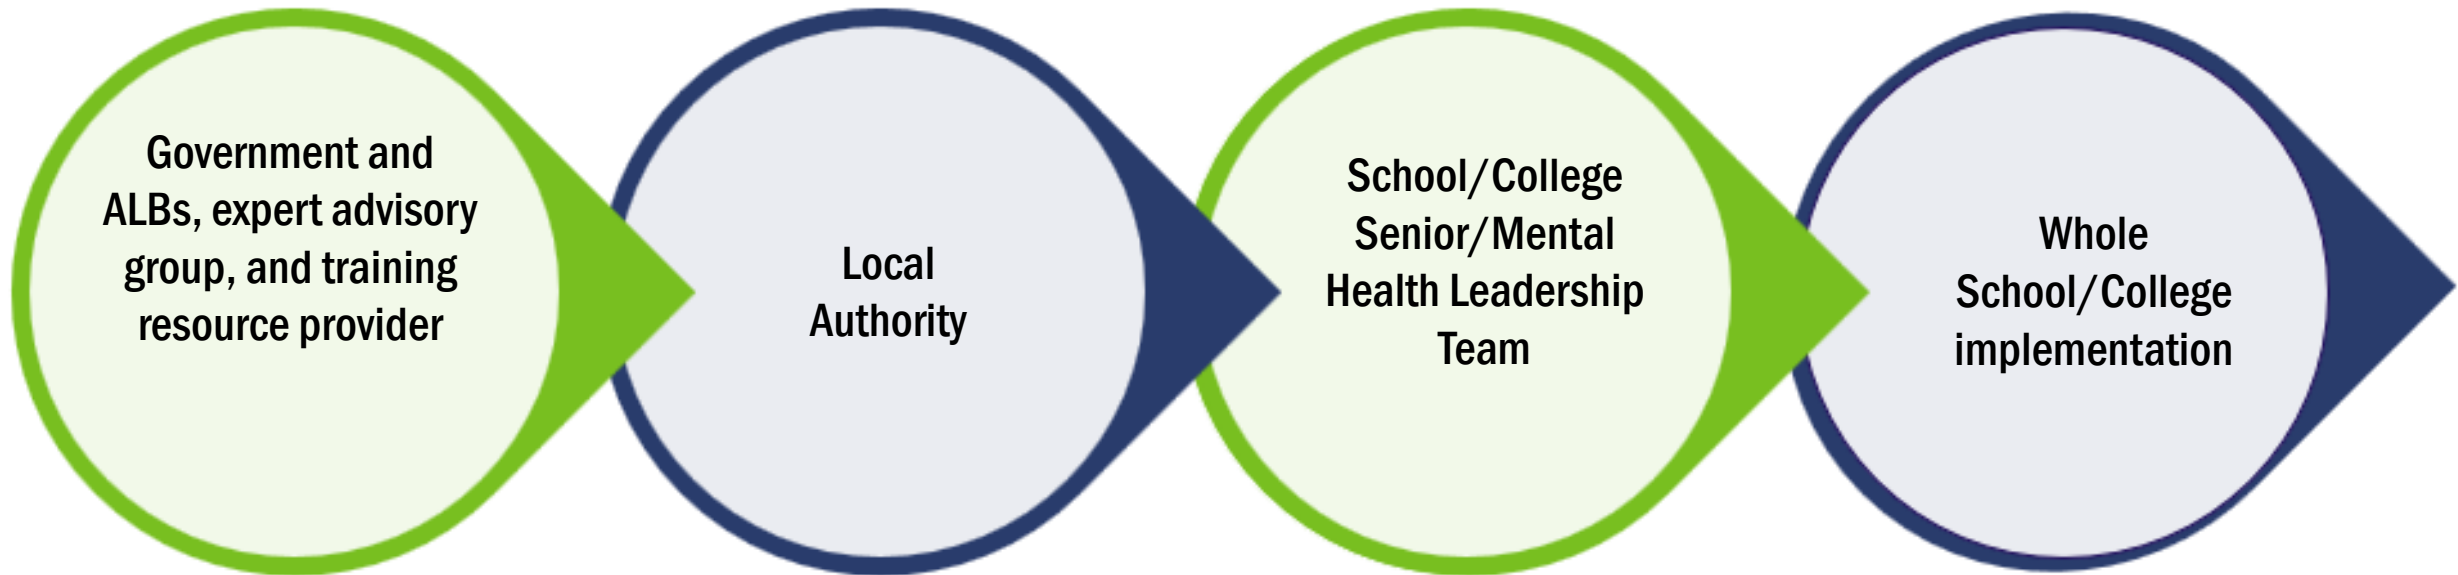 Government and
ALBs, expert advisory
group, and training
resource provider
Local
Authority
School/College
Senior/Mental
Health Leadership
Team
Whole
School/College
implementation